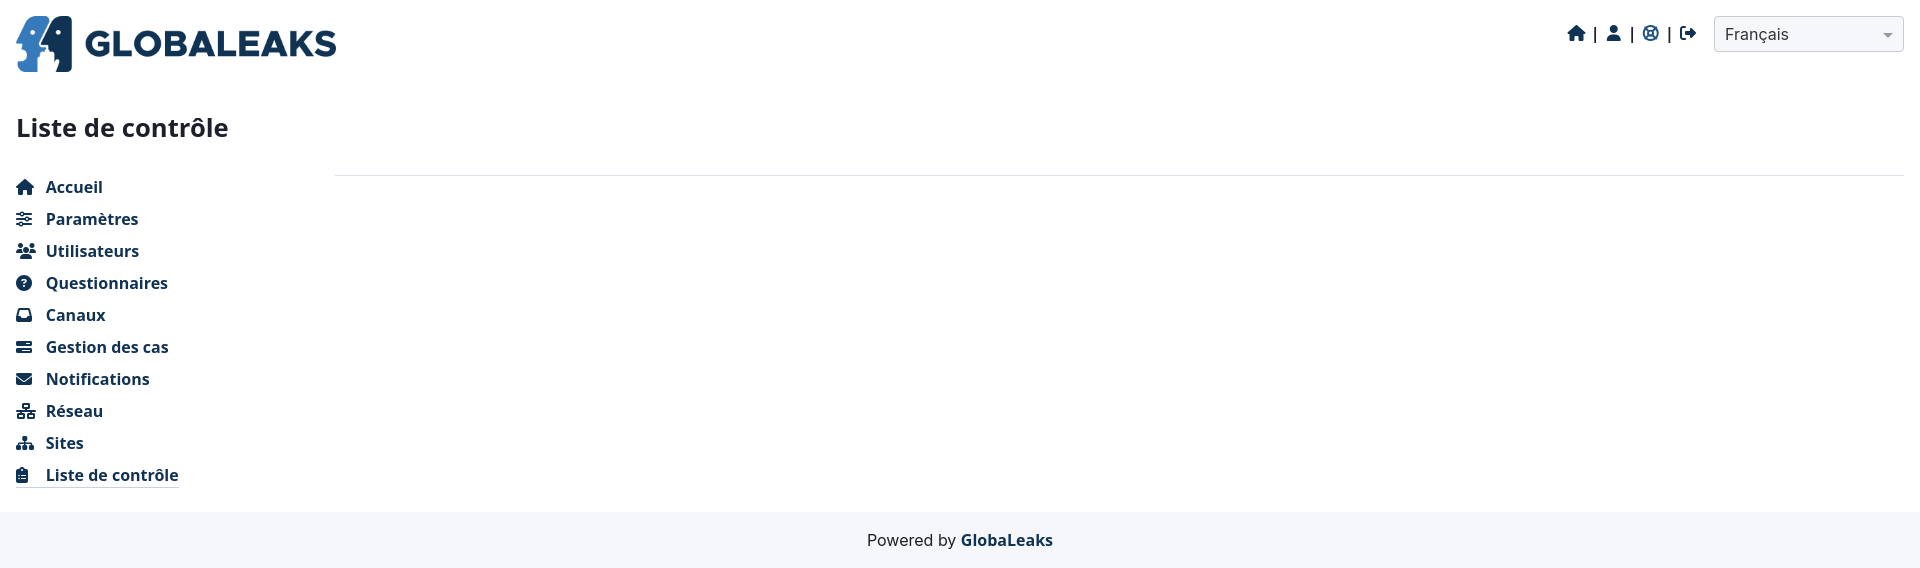 GLOBALEAKS
| | |
Français
Liste de contrôle
Accueil
Paramètres
Utilisateurs
Questionnaires
Canaux
Gestion des cas
Notifications
Réseau
Sites
Liste de contrôle
Powered by GlobaLeaks